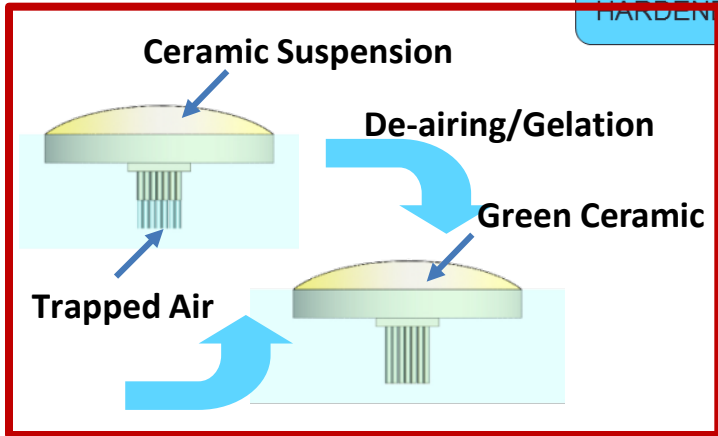 Ceramic Suspension
De-airing/Gelation
Green Ceramic
Trapped Air